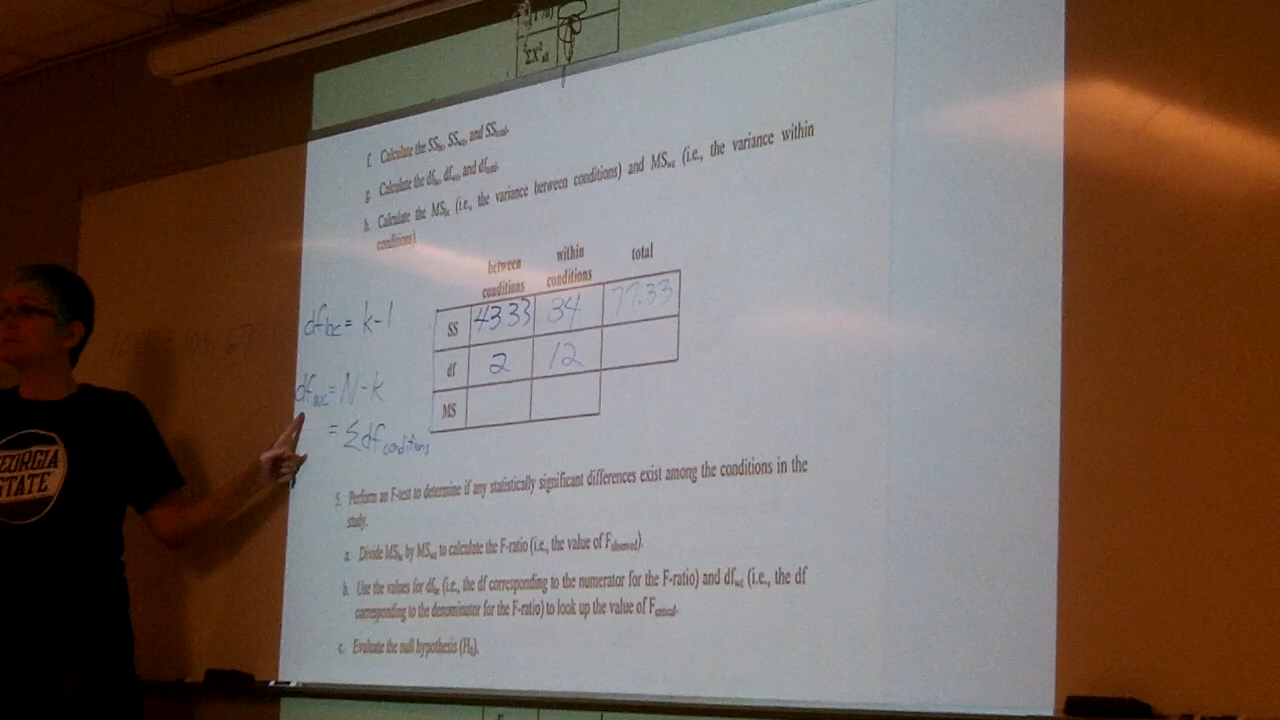 ΣX²
f. Calculate the SSbc, SSwc, and SStotal.
g. Calculate the dfbc, dfwc, and dftotal.
h. Calculate the MSbc (i.e., the variance between conditions) and MSwc (i.e., the variance within
conditions).
between conditions within conditions total
SS 43.33 34 77.33
df 2 12
MS
dfbc = k-1
dfwc = N-k
= Σdfconditions
GEORGIA
STATE
5. Perform an F-test to determine if any statistically significant differences exist among the conditions in the
study.
a. Divide MSbc by MSwc to calculate the F-ratio (i.e., the value of Fobserved).
b. Use the values for dfbc (i.e., the df corresponding to the numerator for the F-ratio) and dfwc (i.e., the df
corresponding to the denominator for the F-ratio) to look up the value of Fcritical.
c. Evaluate the null hypothesis (H0).